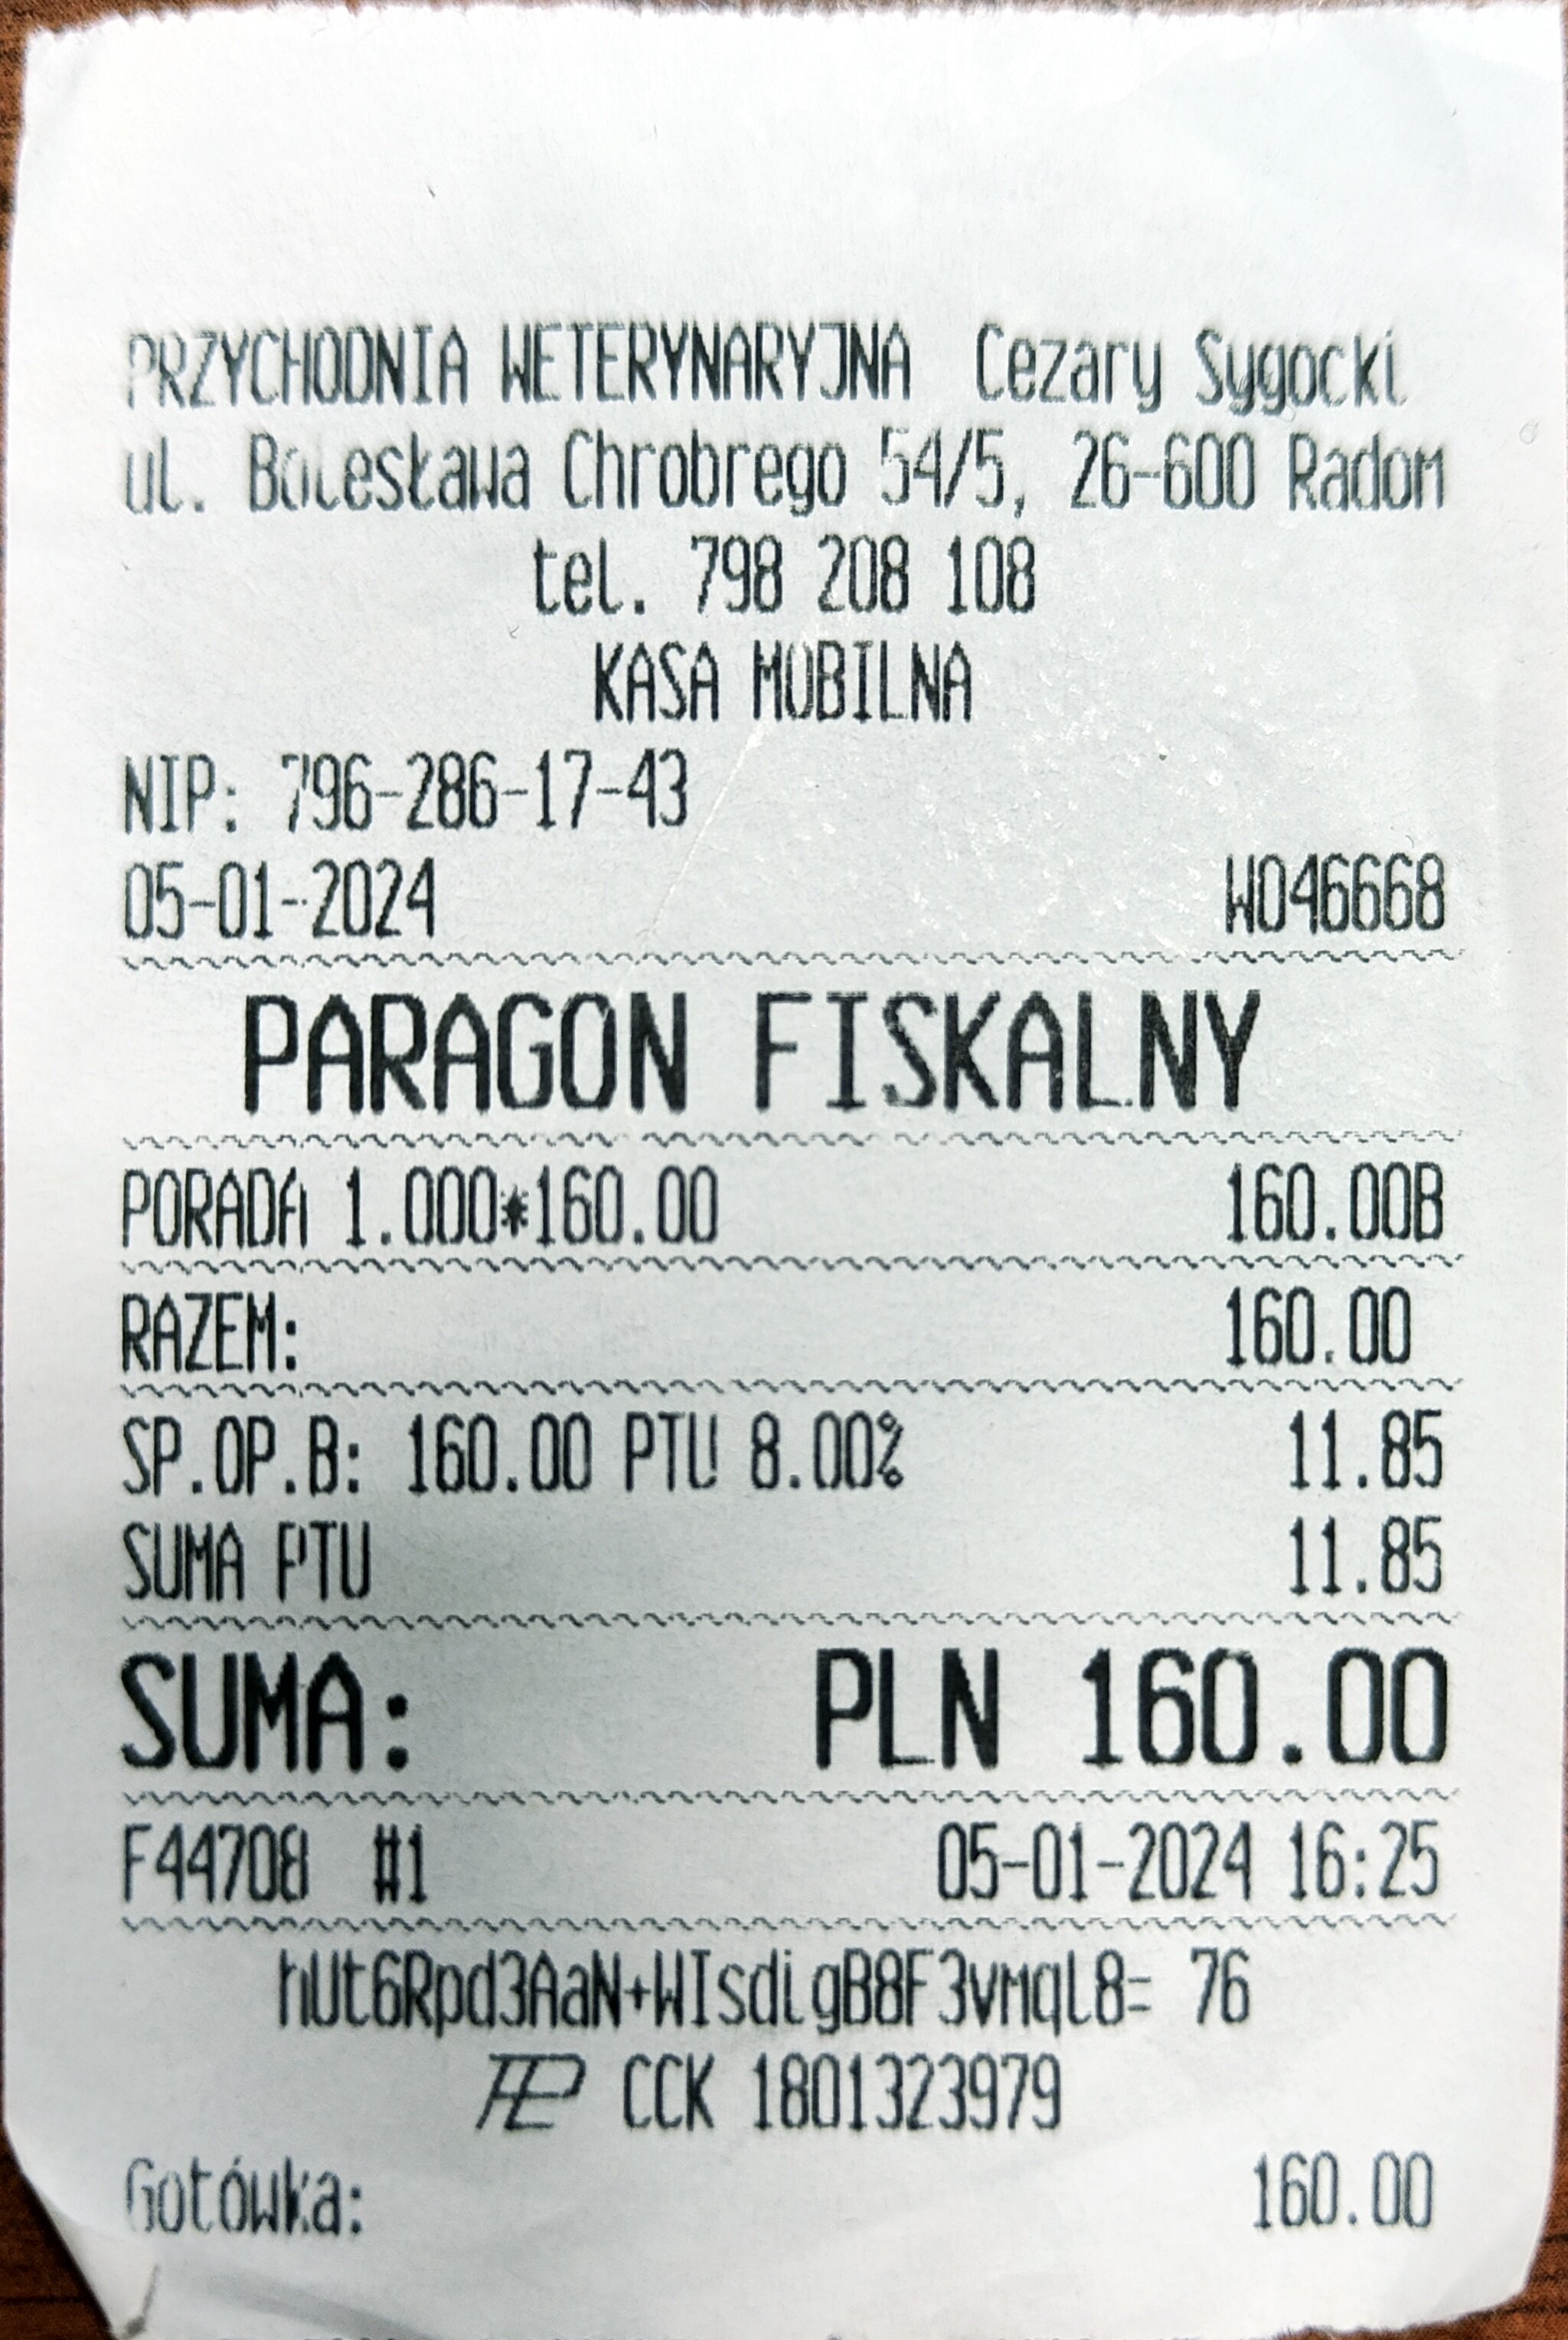 PRZYCHODNIA WETERYNARYJNA Cezary Sygocki
ul. Bolesława Chrobrego 54/5, 26-600 Radom
tel. 798 208 108
KASA MOBILNA
NIP: 796-286-17-43
05-01-2024 W046668
PARAGON FISKALNY
PORADA 1.000*160.00 160.00B
RAZEM: 160.00
SP.OP.B: 160.00 PTU 8.00% 11.85
SUMA PTU 11.85
SUMA: PLN 160.00
F44708 #1 05-01-2024 16:25
hUt6Rpd3AaN+WIsdigB8F3vmql8= 76
CCK 1801323979
Gotówka: 160.00